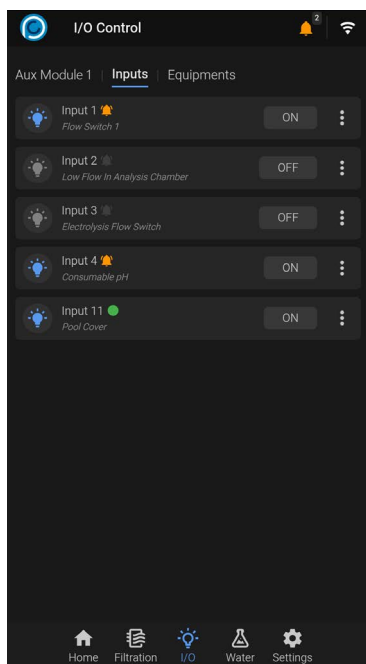 I/O Control
2
Aux Module 1 | Inputs | Equipments
Input 1
ON
Flow Switch 1
Input 2
OFF
Low Flow In Analysis Chamber
Input 3
OFF
Electrolysis Flow Switch
Input 4
ON
Consumable pH
Input 11
ON
Pool Cover
Home Filtration I/O Water Settings